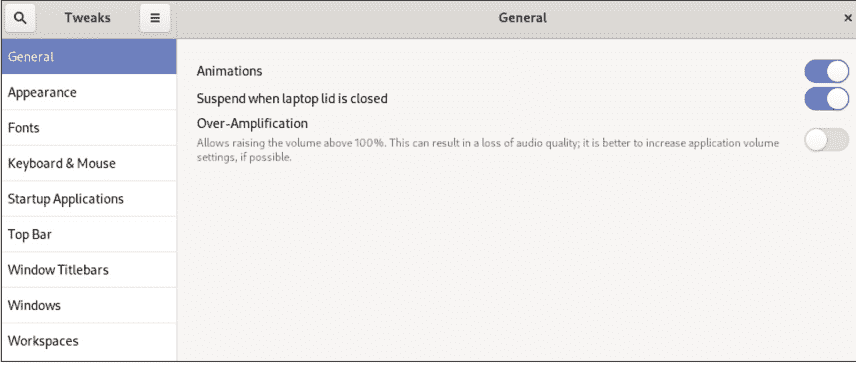 Tweaks
General
General
Appearance
Fonts
Keyboard & Mouse
Startup Applications
Top Bar
Window Titlebars
Windows
Workspaces
Animations
Suspend when laptop lid is closed
Over-Amplification
Allows raising the volume above 100%. This can result in a loss of audio quality; it is better to increase application volume
settings, if possible.